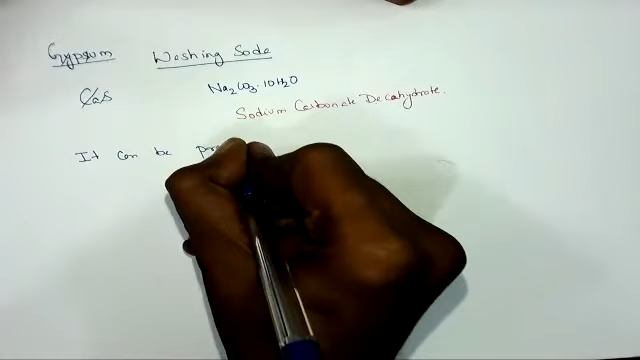 Gypsum Washing Soda
CaS
Na2CO3.10H2O
Sodium Carbonate Decahydrate.
It can be